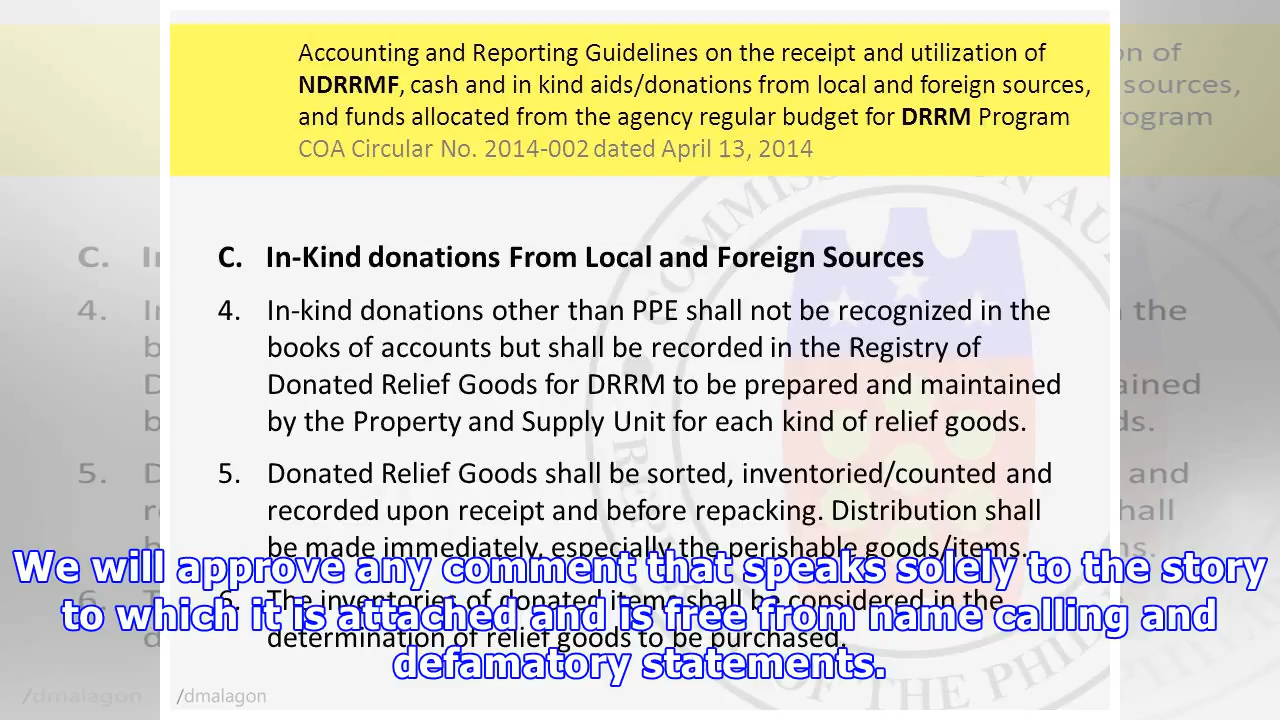 Accounting and Reporting Guidelines on the receipt and utilization of
NDRRMF, cash and in kind aids/donations from local and foreign sources,
and funds allocated from the agency regular budget for DRRM Program
COA Circular No. 2014-002 dated April 13, 2014
C. In-Kind donations From Local and Foreign Sources
4. In-kind donations other than PPE shall not be recognized in the
books of accounts but shall be recorded in the Registry of
Donated Relief Goods for DRRM to be prepared and maintained
by the Property and Supply Unit for each kind of relief goods.
5. Donated Relief Goods shall be sorted, inventoried/counted and
recorded upon receipt and before repacking. Distribution shall
be made immediately, especially the perishable goods/items.
We will approve any comment that speaks solely to the story
6. The inventories of donated items shall be considered in the
to which it is attached and is free from name calling and
determination of relief goods to be purchased.
defamatory statements.
/dmalagon
/dmalagon